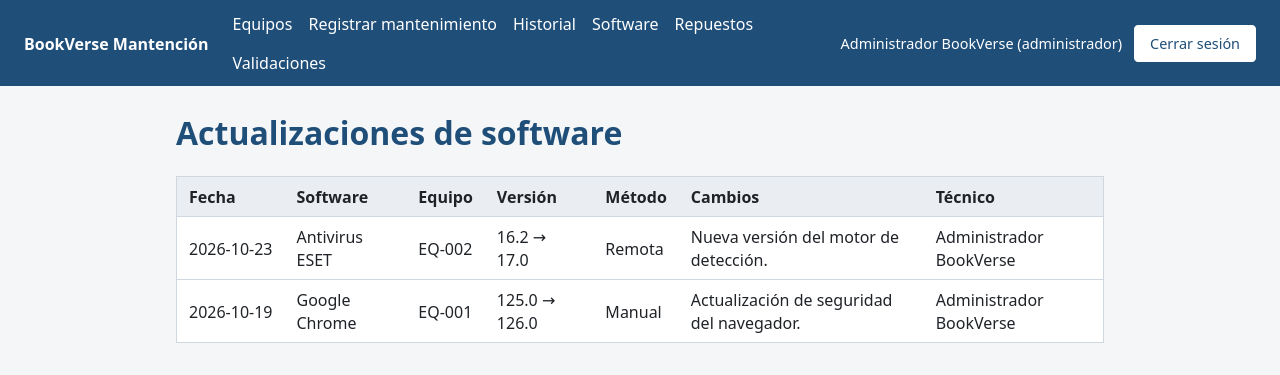 BookVerse Mantención
Equipos Registrar mantenimiento Historial Software Repuestos
Validaciones
Administrador BookVerse (administrador)
Cerrar sesión
Actualizaciones de software
Fecha Software Equipo Versión Método Cambios Técnico
2026-10-23 Antivirus ESET EQ-002 16.2 → 17.0 Remota Nueva versión del motor de detección. Administrador BookVerse
2026-10-19 Google Chrome EQ-001 125.0 → 126.0 Manual Actualización de seguridad del navegador. Administrador BookVerse